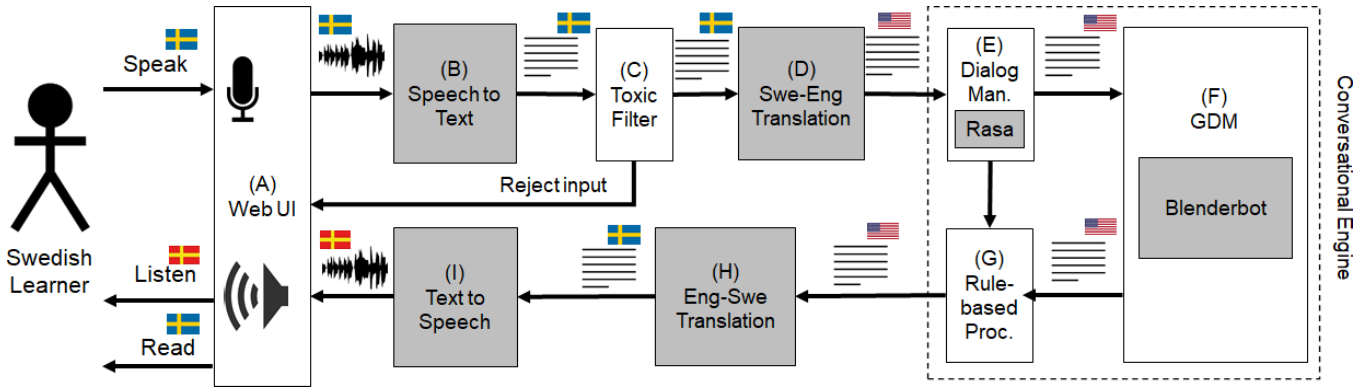 Speak
Swedish
Learner
Listen
Read
(A)
Web UI
(B)
Speech to
Text
(C)
Toxic
Filter
Reject input
(D)
Swe-Eng
Translation
(E)
Dialog
Man.
Rasa
(F)
GDM
Blenderbot
(G)
Rule-
based
Proc.
(H)
Eng-Swe
Translation
(I)
Text to
Speech
Conversational Engine